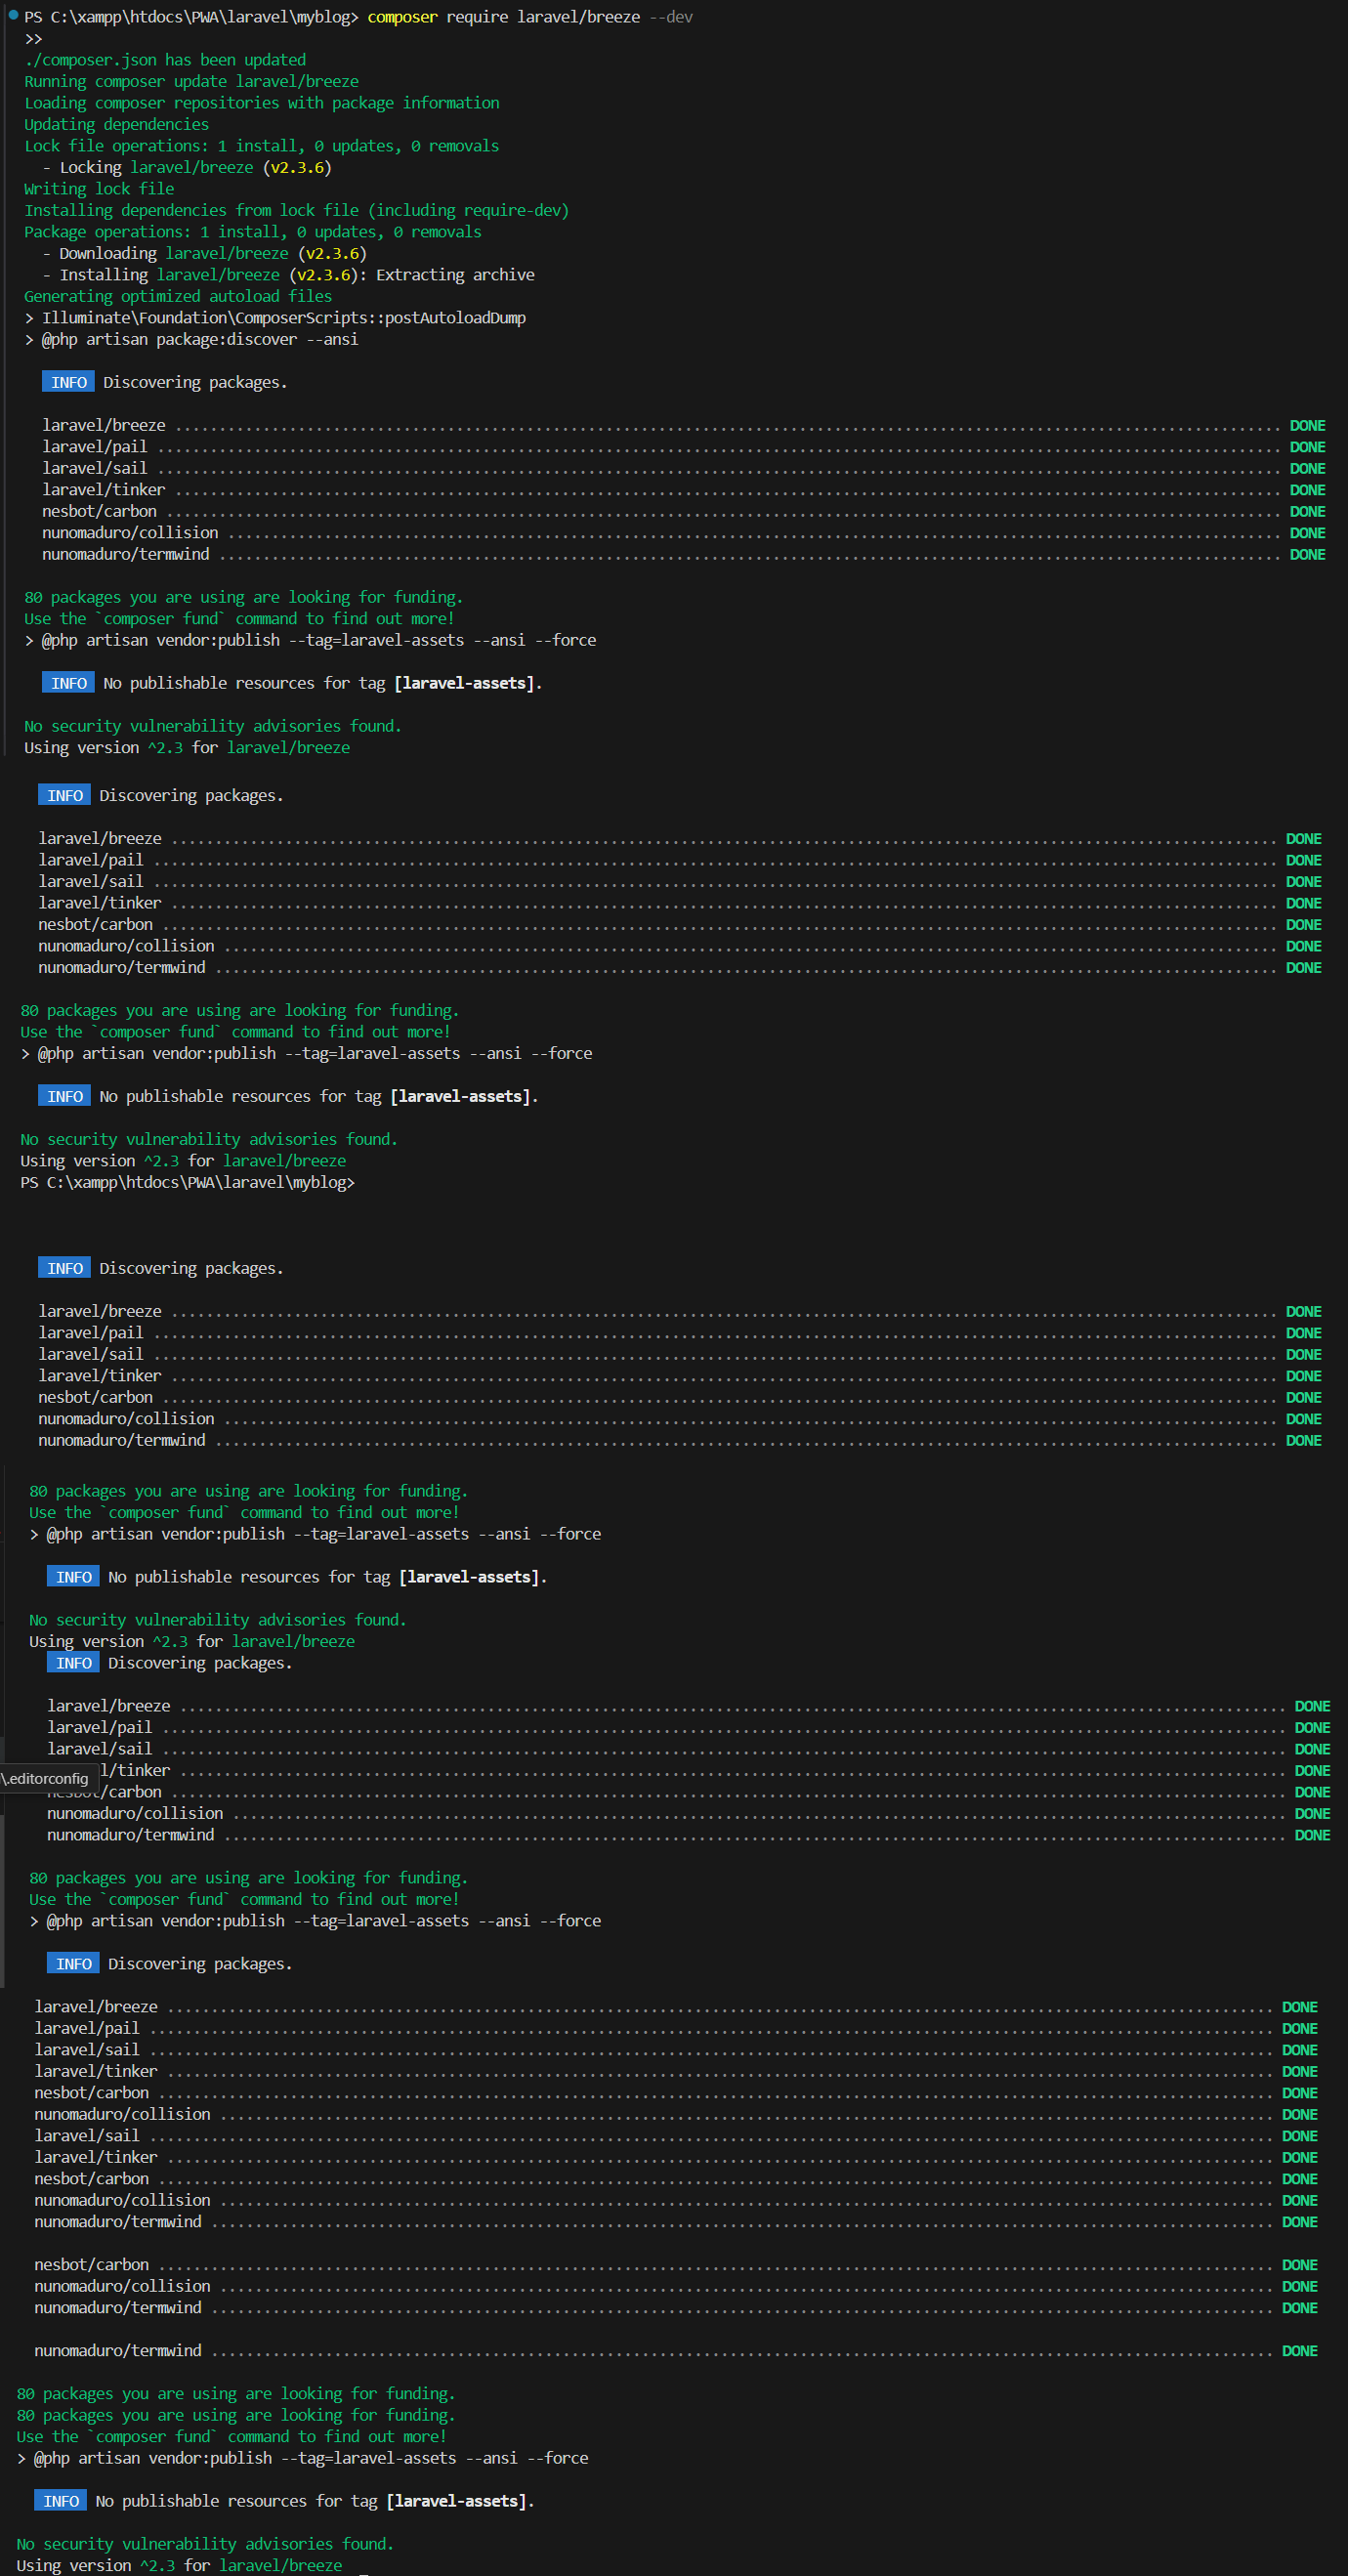 PS C:\xampp\htdocs\PWA\laravel\myblog> composer require laravel/breeze --dev
>>
./composer.json has been updated
Running composer update laravel/breeze
Loading composer repositories with package information
Updating dependencies
Lock file operations: 1 install, 0 updates, 0 removals
  - Locking laravel/breeze (v2.3.6)
Writing lock file
Installing dependencies from lock file (including require-dev)
Package operations: 1 install, 0 updates, 0 removals
  - Downloading laravel/breeze (v2.3.6)
  - Installing laravel/breeze (v2.3.6): Extracting archive
Generating optimized autoload files
> Illuminate\Foundation\ComposerScripts::postAutoloadDump
> @php artisan package:discover --ansi
INFO Discovering packages.
laravel/breeze ........ DONE
laravel/pail ........ DONE
laravel/sail ........ DONE
laravel/tinker ........ DONE
nesbot/carbon ........ DONE
nunomaduro/collision ........ DONE
nunomaduro/termwind ........ DONE
80 packages you are using are looking for funding.
Use the `composer fund` command to find out more!
> @php artisan vendor:publish --tag=laravel-assets --ansi --force
INFO No publishable resources for tag [laravel-assets].
No security vulnerability advisories found.
Using version ^2.3 for laravel/breeze
INFO Discovering packages.
laravel/breeze ........ DONE
laravel/pail ........ DONE
laravel/sail ........ DONE
laravel/tinker ........ DONE
nesbot/carbon ........ DONE
nunomaduro/collision ........ DONE
nunomaduro/termwind ........ DONE
80 packages you are using are looking for funding.
Use the `composer fund` command to find out more!
> @php artisan vendor:publish --tag=laravel-assets --ansi --force
INFO No publishable resources for tag [laravel-assets].
No security vulnerability advisories found.
Using version ^2.3 for laravel/breeze
PS C:\xampp\htdocs\PWA\laravel\myblog>
INFO Discovering packages.
laravel/breeze ........ DONE
laravel/pail ........ DONE
laravel/sail ........ DONE
laravel/tinker ........ DONE
nesbot/carbon ........ DONE
nunomaduro/collision ........ DONE
nunomaduro/termwind ........ DONE
80 packages you are using are looking for funding.
Use the `composer fund` command to find out more!
> @php artisan vendor:publish --tag=laravel-assets --ansi --force
INFO No publishable resources for tag [laravel-assets].
No security vulnerability advisories found.
Using version ^2.3 for laravel/breeze
INFO Discovering packages.
laravel/breeze ........ DONE
laravel/pail ........ DONE
laravel/sail ........ DONE
l/tinker ........ DONE
\.editorconfig
nesbot/carbon ........ DONE
nunomaduro/collision ........ DONE
nunomaduro/termwind ........ DONE
80 packages you are using are looking for funding.
Use the `composer fund` command to find out more!
> @php artisan vendor:publish --tag=laravel-assets --ansi --force
INFO Discovering packages.
laravel/breeze ........ DONE
laravel/pail ........ DONE
laravel/sail ........ DONE
laravel/tinker ........ DONE
nesbot/carbon ........ DONE
nunomaduro/collision ........ DONE
laravel/sail ........ DONE
laravel/tinker ........ DONE
nesbot/carbon ........ DONE
nunomaduro/collision ........ DONE
nunomaduro/termwind ........ DONE
nesbot/carbon ........ DONE
nunomaduro/collision ........ DONE
nunomaduro/termwind ........ DONE
nunomaduro/termwind ........ DONE
80 packages you are using are looking for funding.
80 packages you are using are looking for funding.
Use the `composer fund` command to find out more!
> @php artisan vendor:publish --tag=laravel-assets --ansi --force
INFO No publishable resources for tag [laravel-assets].
No security vulnerability advisories found.
Using version ^2.3 for laravel/breeze